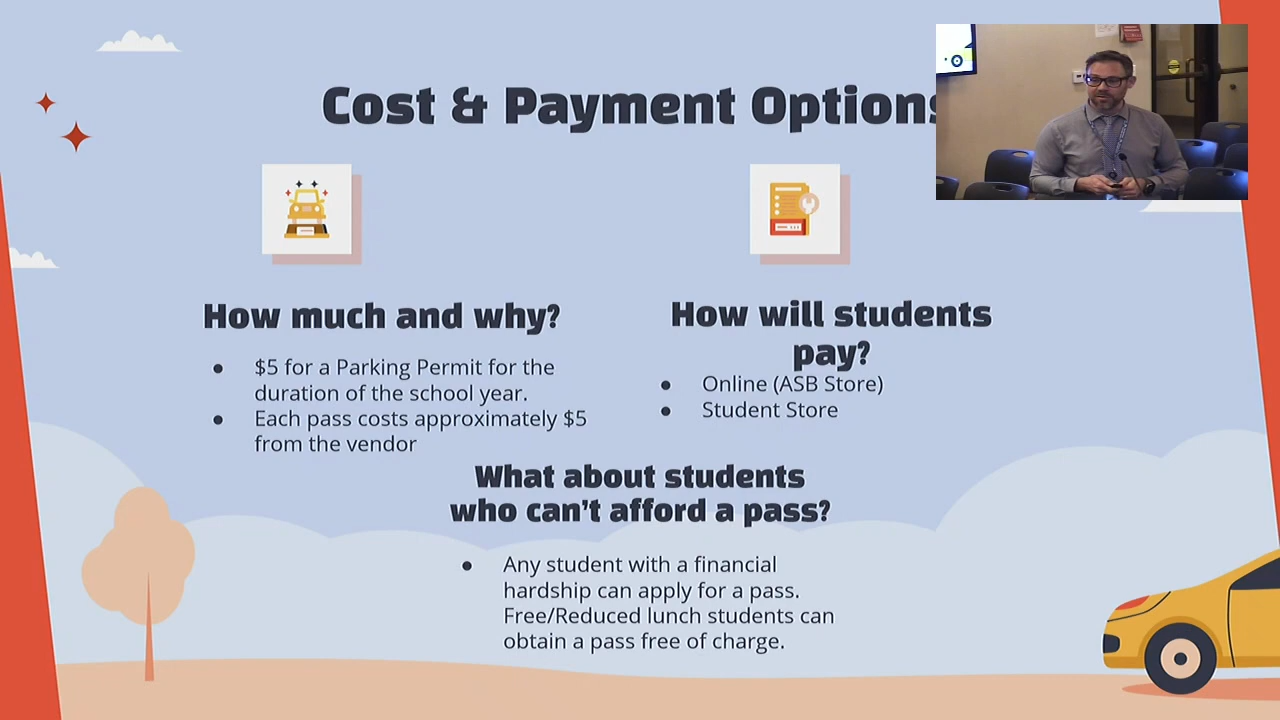 Cost & Payment Options
How much and why?
● $5 for a Parking Permit for the
duration of the school year.
● Each pass costs approximately $5
from the vendor
How will students
pay?
● Online (ASB Store)
● Student Store
What about students
who can't afford a pass?
● Any student with a financial
hardship can apply for a pass.
Free/Reduced lunch students can
obtain a pass free of charge.